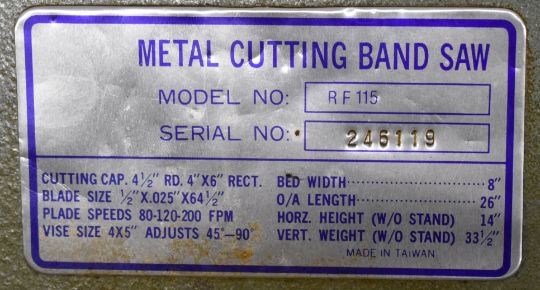 METAL CUTTING BAND SAW
MODEL NO: RF115
SERIAL NO: 246119
CUTTING CAP. 4½" RD. 4"X6" RECT.
BLADE SIZE ½"X.025"X64½"
PLADE SPEEDS 80-120-200 FPM
VISE SIZE 4X5" ADJUSTS 45°–90°
BED WIDTH 8"
O/A LENGTH 26"
HORZ. HEIGHT (W/O STAND) 14"
VERT. WEIGHT (W/O STAND) 33½"
MADE IN TAIWAN